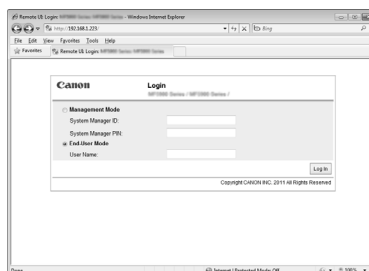 Remote UI: Login - Windows Internet Explorer
http://192.168.1.223/
Bing
File Edit View Favorites Tools Help
Favorites Remote UI: Login
Canon
Login
Management Mode
System Manager ID:
System Manager PIN:
End-User Mode
User Name:
Log In
Copyright CANON INC. 2011 All Rights Reserved
Done Internet | Protected Mode: Off 100%